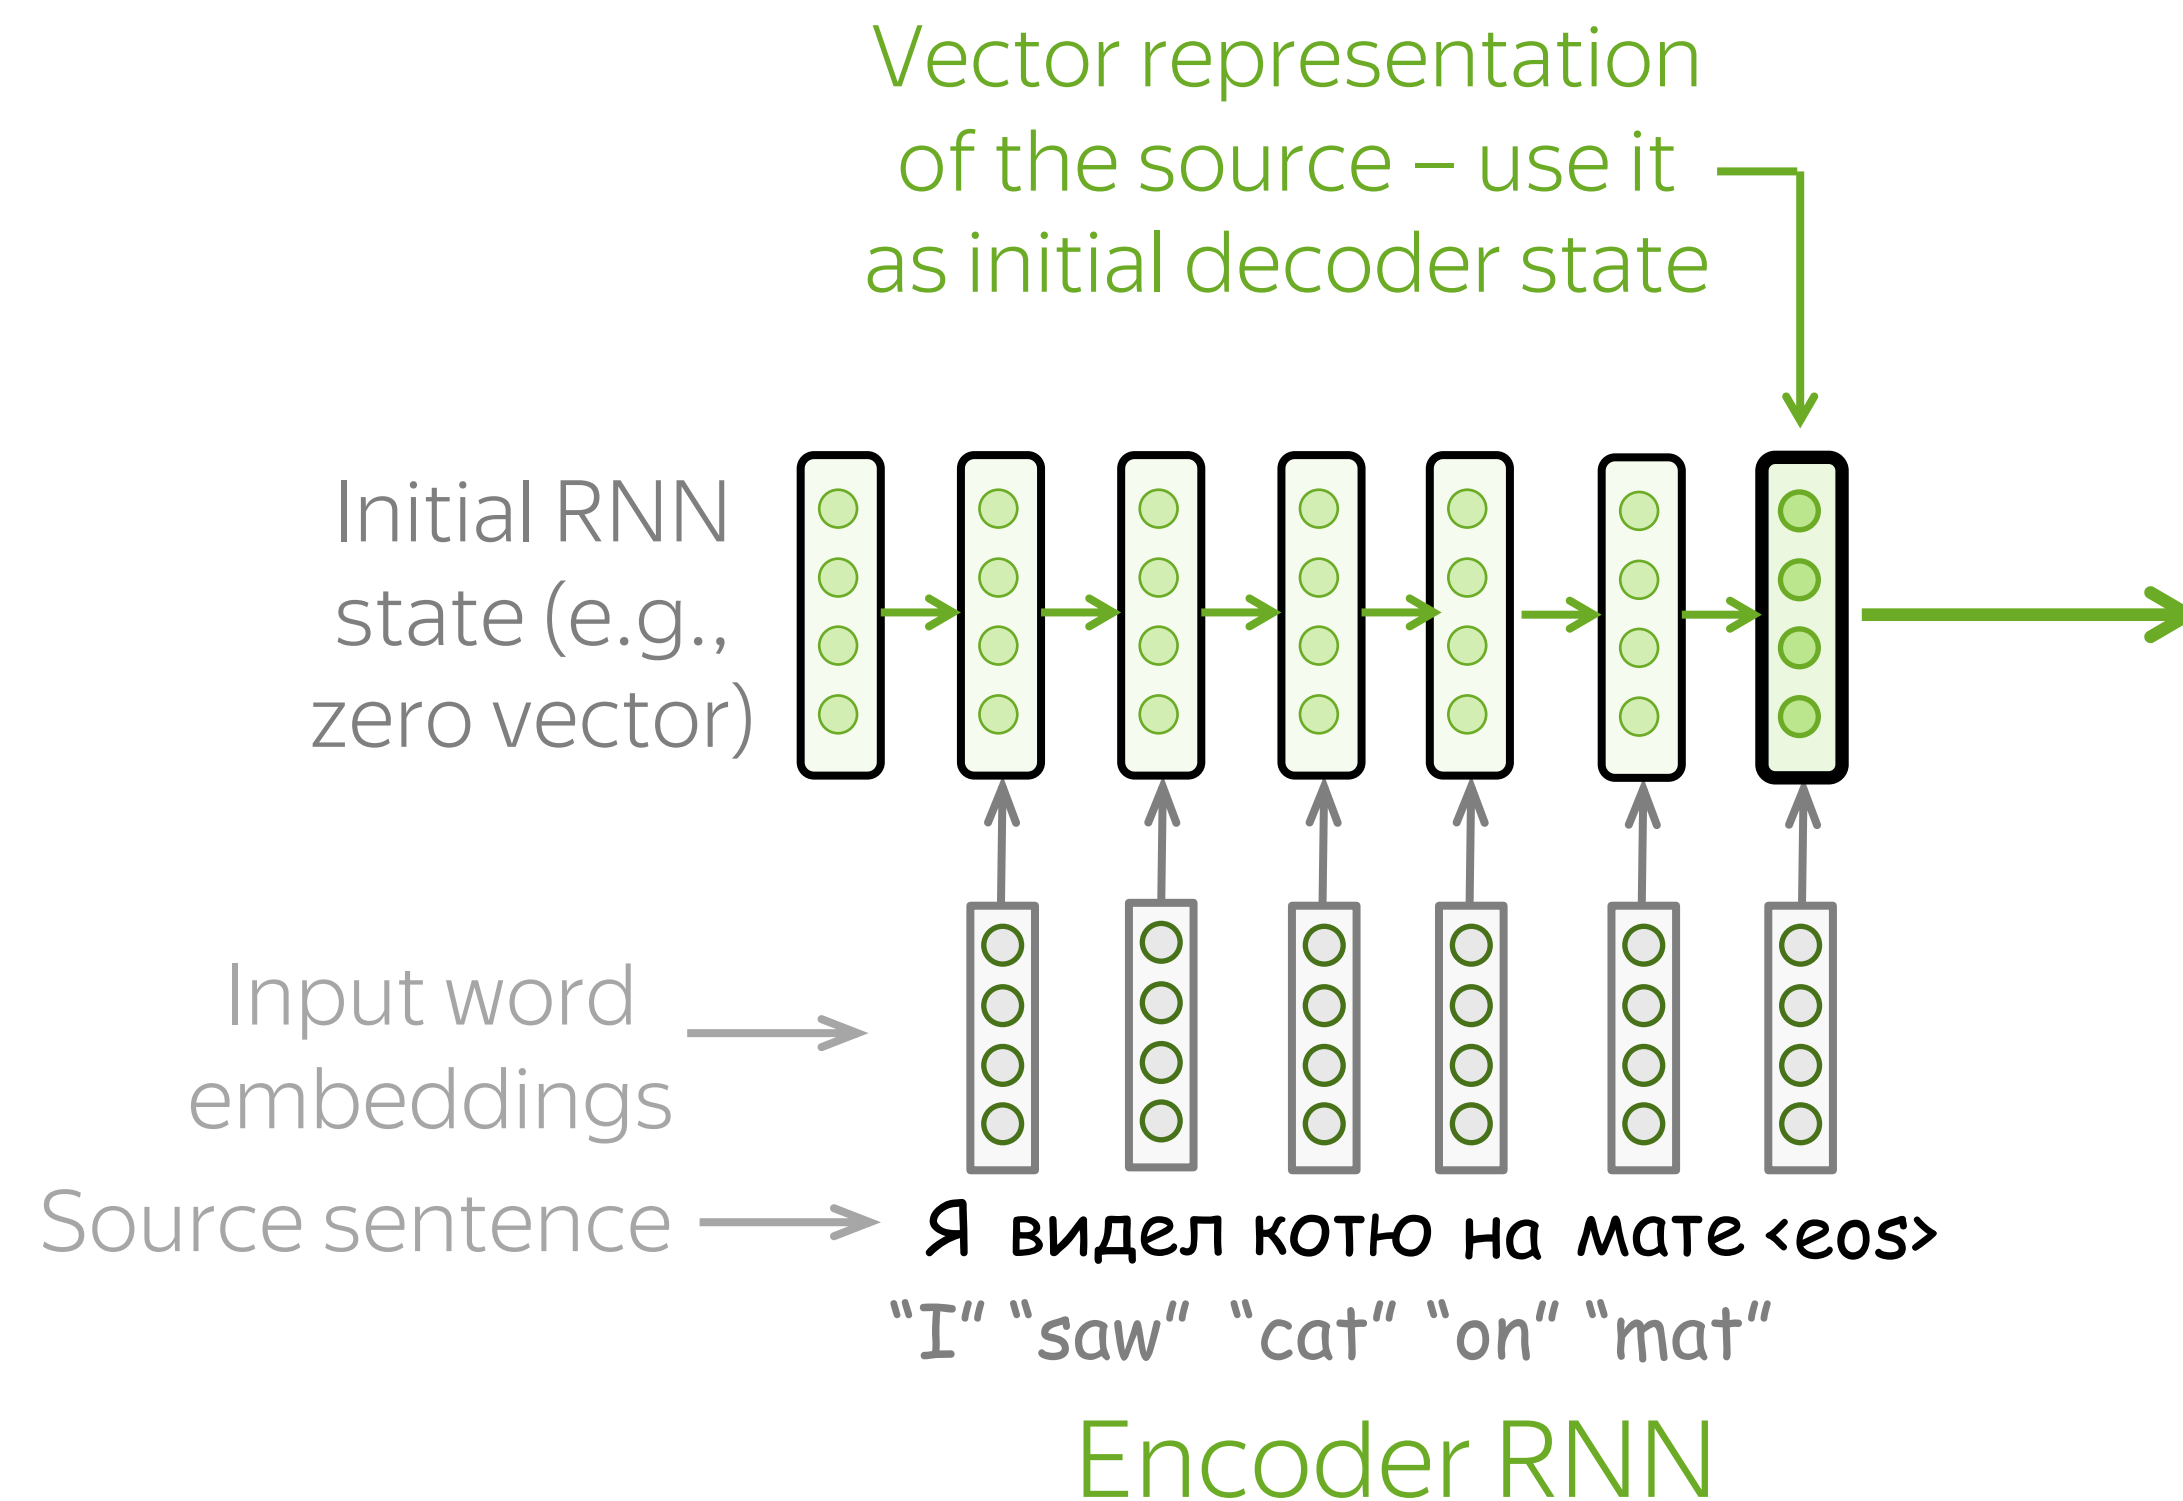 Vector representation
of the source – use it
as initial decoder state
Initial RNN
state (e.g.,
zero vector)
Input word
embeddings
Source sentence
Я видел котю на мате <eos>
“I” “saw” “cat” “on” “mat”
Encoder RNN